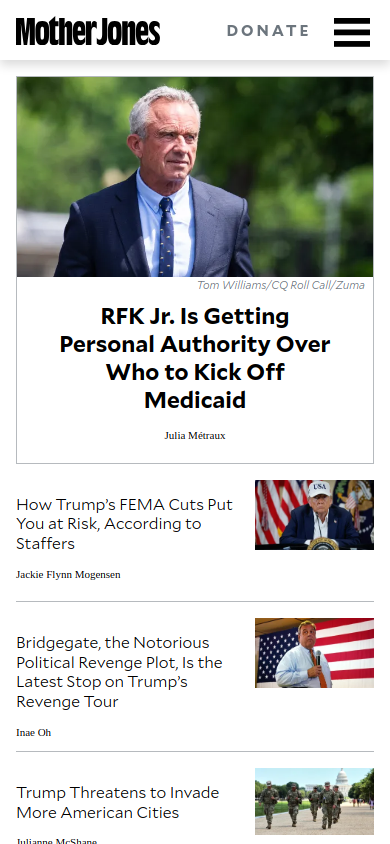 Mother Jones
DONATE
Tom Williams/CQ Roll Call/Zuma
RFK Jr. Is Getting
Personal Authority Over
Who to Kick Off
Medicaid
Julia Métraux
How Trump's FEMA Cuts Put
You at Risk, According to
Staffers
Jackie Flynn Mogensen
USA
Bridgegate, the Notorious
Political Revenge Plot, Is the
Latest Stop on Trump's
Revenge Tour
Inae Oh
Trump Threatens to Invade
More American Cities
Julianne McShane